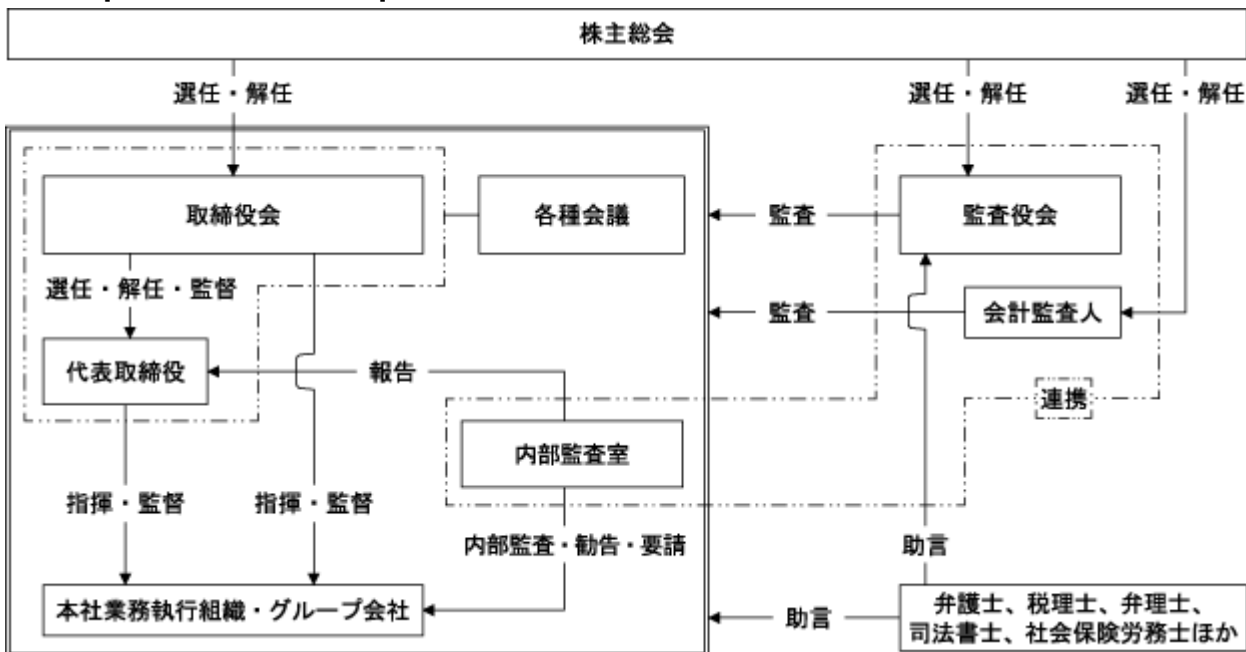 株主総会
選任・解任
選任・解任
選任・解任
取締役会
各種会議
監査
監査役会
選任・解任・監督
監査
会計監査人
代表取締役
報告
連携
内部監査室
指揮・監督
指揮・監督
内部監査・勧告・要請
助言
本社業務執行組織・グループ会社
助言
弁護士、税理士、弁理士、
司法書士、社会保険労務士ほか